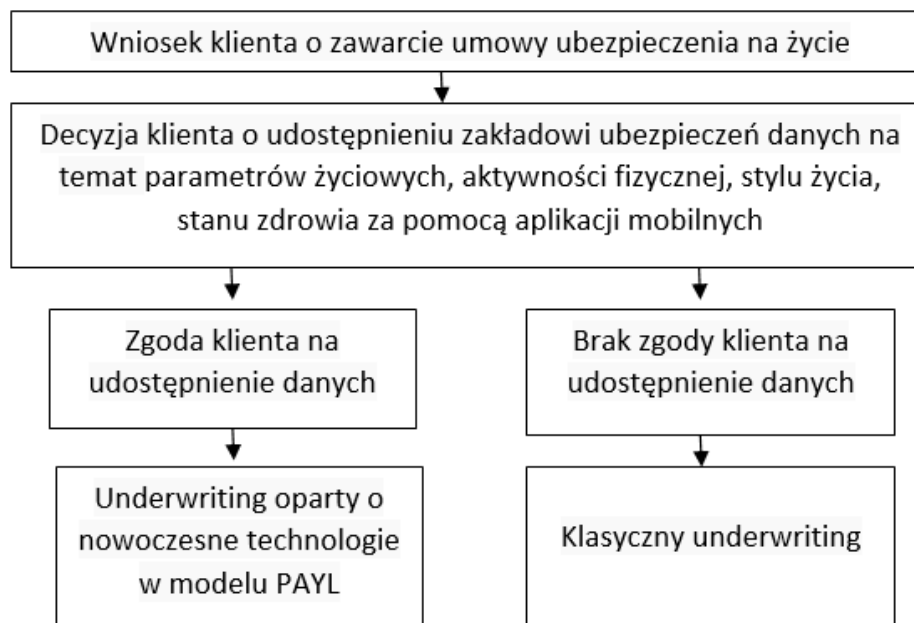 Wniosek klienta o zawarcie umowy ubezpieczenia na życie
Decyzja klienta o udostępnieniu zakładowi ubezpieczeń danych na
temat parametrów życiowych, aktywności fizycznej, stylu życia,
stanu zdrowia za pomocą aplikacji mobilnych
Zgoda klienta na
udostępnienie danych
Brak zgody klienta na
udostępnienie danych
Underwriting oparty o
nowoczesne technologie
w modelu PAYL
Klasyczny underwriting